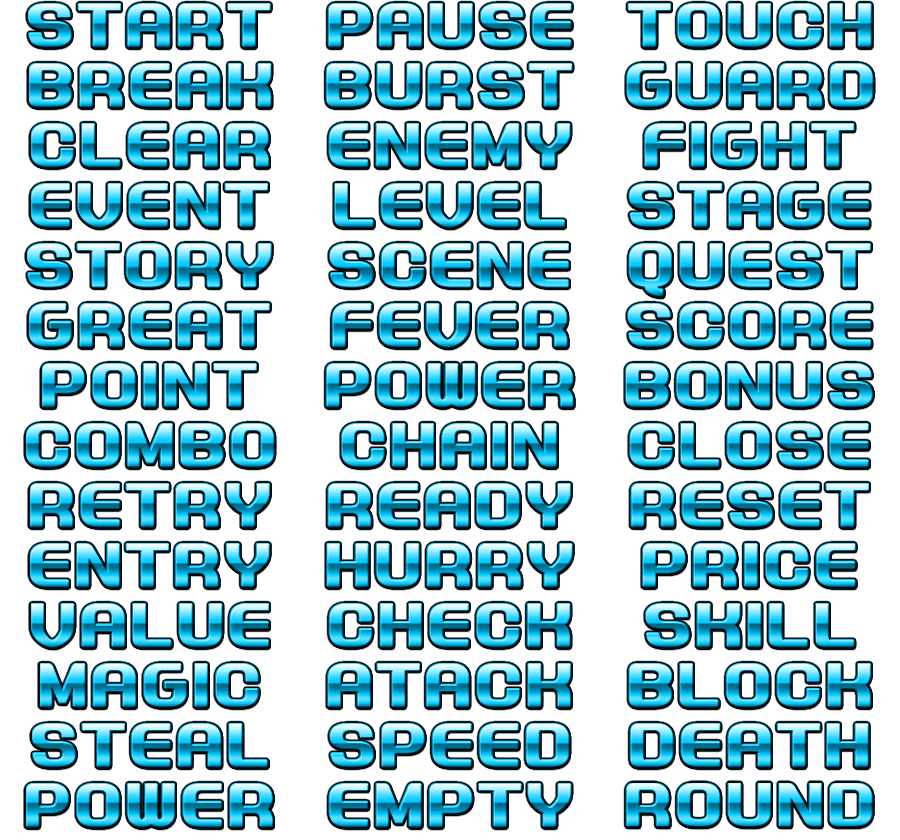 START PAUSE TOUCH
BREAK BURST GUARD
CLEAR ENEMY FIGHT
EVENT LEVEL STAGE
STORY SCENE QUEST
GREAT FEVER SCORE
POINT POWER BONUS
COMBO CHAIN CLOSE
RETRY READY RESET
ENTRY HURRY PRICE
VALUE CHECK SKILL
MAGIC ATACK BLOCK
STEAL SPEED DEATH
POWER EMPTY ROUND